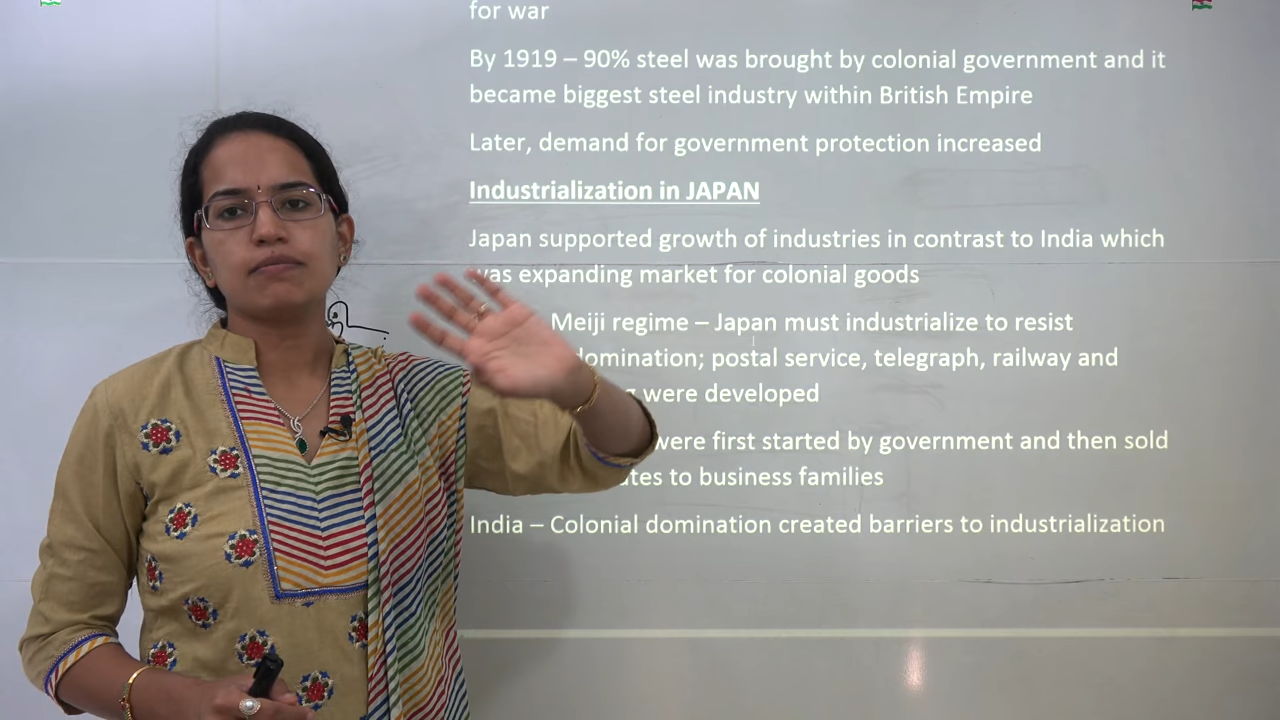 for war
By 1919 – 90% steel was brought by colonial government and it
became biggest steel industry within British Empire
Later, demand for government protection increased
Industrialization in JAPAN
Japan supported growth of industries in contrast to India which
was expanding market for colonial goods
Meiji regime – Japan must industrialize to resist
domination; postal service, telegraph, railway and
were developed
were first started by government and then sold
to business families
India – Colonial domination created barriers to industrialization